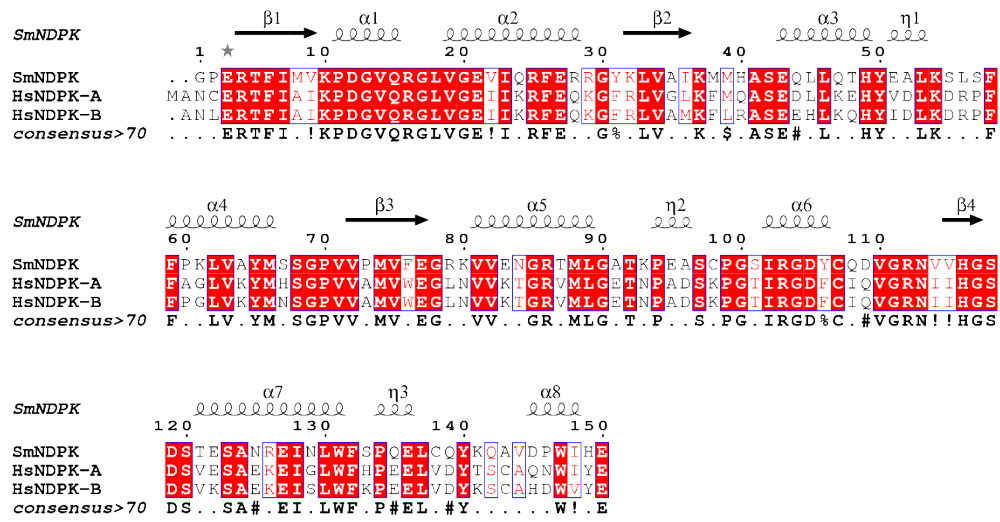 β1 α1 α2 β2 α3 η1
SmNDPK
1 10 20 30 40 50
SmNDPK ..GPERTFIMVKPDGVQRGLVGEVIQRFERRGYKLVAIKMMHASEQLLQTHYEALKSLSF
HsNDPK-A MANCERTFIAIKPDGVQRGLVGEIIKRFEQKGFRLVGLKFMQASEDLLKEHYVDLKDRPF
HsNDPK-B .ANLERTFIAIKPDGVQRGLVGEIIKRFEQKGFRLVAMKFLRASEEHLKQHYIDLKDRPF
consensus>70 ERTFI.!KPDGVQRGLVGE!I.RFE..G%.LV..K.$.ASE#.L..HY..LK...F
α4 β3 α5 η2 α6 β4
SmNDPK
60 70 80 90 100 110
SmNDPK FPKLVAYMSSGPVVPMVFEGRKVVENGRTMLGATKPEASCPGSIRGDYCQDVGRNVVHGS
HsNDPK-A FAGLVKYMHSGPVVAMVWEGLNVVKTGRVMLGETNPADSKPGTIRGDFCIQVGRNIIHGS
HsNDPK-B FPGLVKYMNSGPVVAMVWEGLNVVKTGRVMLGETNPADSKPGTIRGDFCIQVGRNIIHGS
consensus>70 F..LV.YM.SGPVV.MV.EG..VV..GR.MLG.T.P..S.PG.IRGD%C.#VGRN!!HGS
α7 η3 α8
SmNDPK
120 130 140 150
SmNDPK DSTESANREINLWFSPQELCQYKQAVDPWIHE
HsNDPK-A DSVESAEKEIGLWFHPEELVDYTSCAQNWIYE
HsNDPK-B DSVKSAEKEISLWFKPEELVDYKSCAHDWVYE
consensus>70 DS..SA#.EI.LWF.P#EL.#Y......W!.E